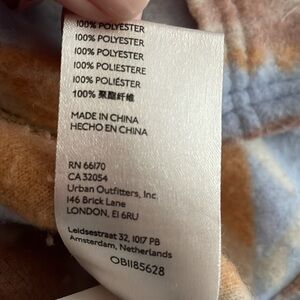 100% POLYESTER
100% POLYESTER
100% POLYESTER
100% POLIESTERE
100% POLIÉSTER
100% 聚酯纤维
MADE IN CHINA
HECHO EN CHINA
RN 66170
CA 32054
Urban Outfitters, Inc.
146 Brick Lane
LONDON, E1 6RU
Leidsestraat 32, 1017 PB
Amsterdam, Netherlands
OB1185628